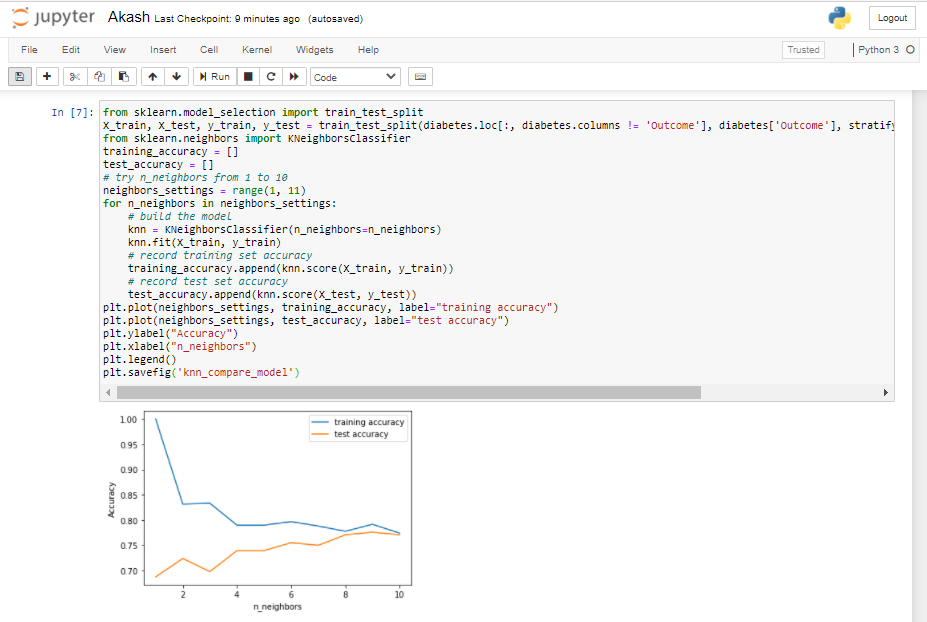 jupyter Akash Last Checkpoint: 9 minutes ago (autosaved) Logout
File Edit View Insert Cell Kernel Widgets Help Trusted Python 3
Run Code
In [7]: from sklearn.model_selection import train_test_split
X_train, X_test, y_train, y_test = train_test_split(diabetes.loc[:, diabetes.columns != 'Outcome'], diabetes['Outcome'], stratify
from sklearn.neighbors import KNeighborsClassifier
training_accuracy = []
test_accuracy = []
# try n_neighbors from 1 to 10
neighbors_settings = range(1, 11)
for n_neighbors in neighbors_settings:
    # build the model
    knn = KNeighborsClassifier(n_neighbors=n_neighbors)
    knn.fit(X_train, y_train)
    # record training set accuracy
    training_accuracy.append(knn.score(X_train, y_train))
    # record test set accuracy
    test_accuracy.append(knn.score(X_test, y_test))
plt.plot(neighbors_settings, training_accuracy, label="training accuracy")
plt.plot(neighbors_settings, test_accuracy, label="test accuracy")
plt.ylabel("Accuracy")
plt.xlabel("n_neighbors")
plt.legend()
plt.savefig('knn_compare_model')
training accuracy
test accuracy
1.00
0.95
0.90
0.85
0.80
0.75
0.70
Accuracy
2 4 6 8 10
n_neighbors